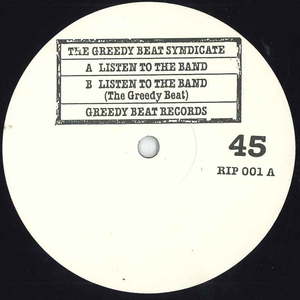 THE GREEDY BEAT SYNDICATE
A LISTEN TO THE BAND
B LISTEN TO THE BAND
(The Greedy Beat)
GREEDY BEAT RECORDS
45
RIP 001 A